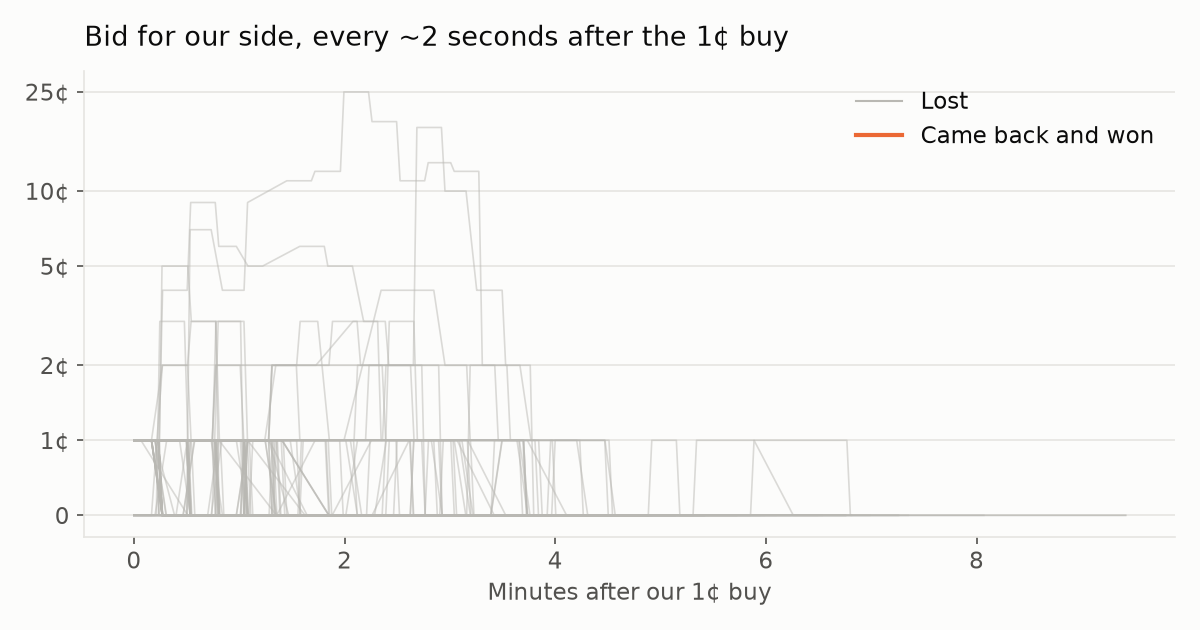 Bid for our side, every ~2 seconds after the 1¢ buy
25¢
10¢
5¢
2¢
1¢
0
Lost
Came back and won
0 2 4 6 8
Minutes after our 1¢ buy